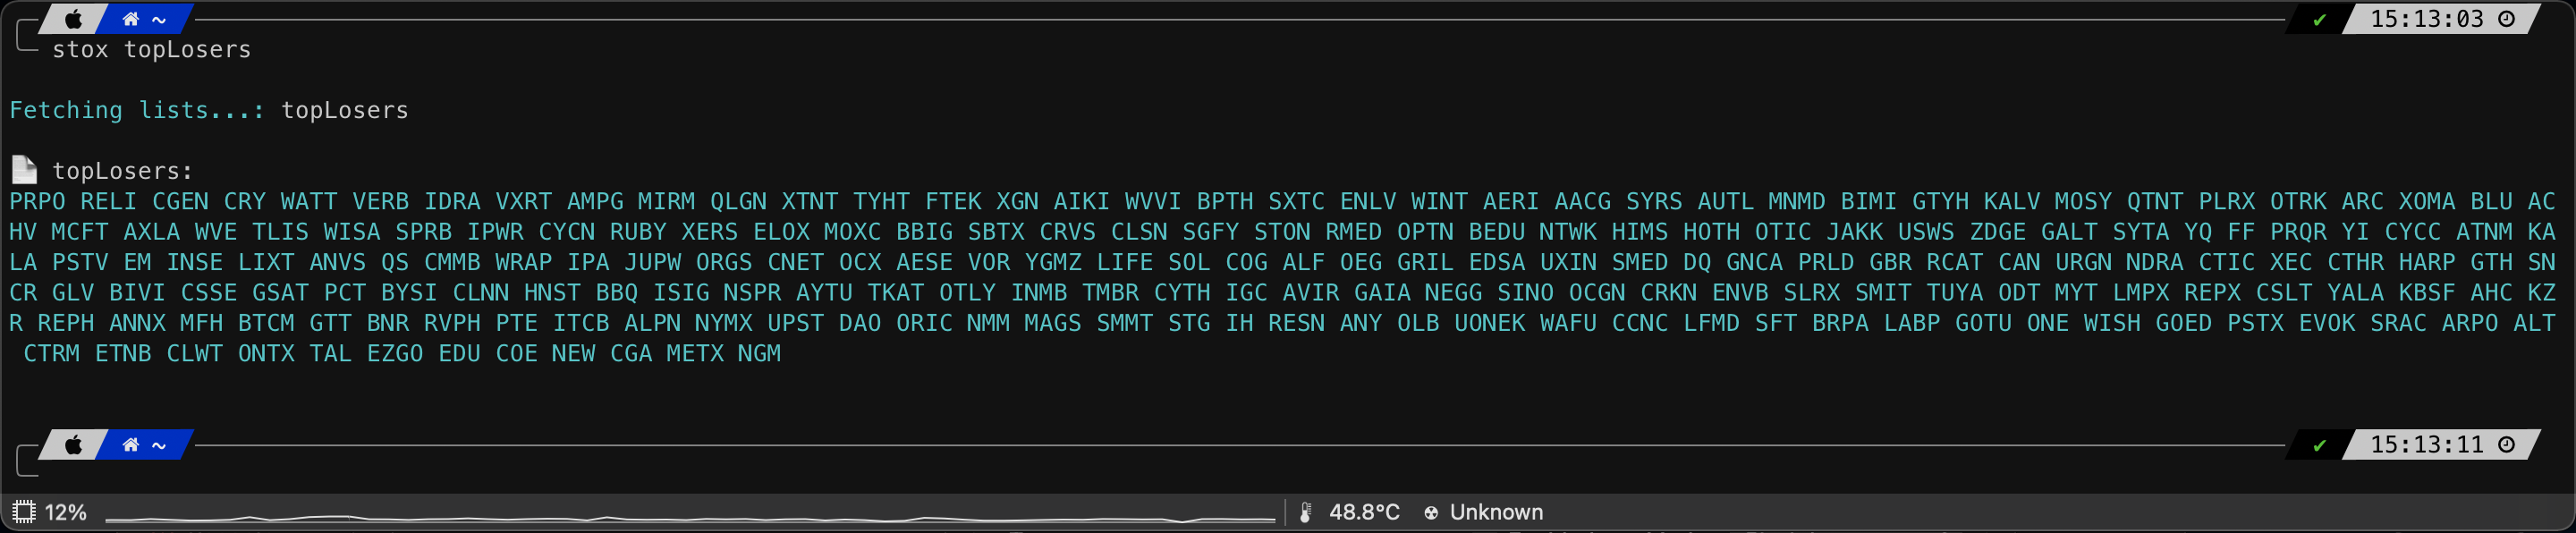 ~ ✔ 15:13:03
stox topLosers
Fetching lists...: topLosers
topLosers:
PRPO RELI CGEN CRY WATT VERB IDRA VXRT AMPG MIRM QLGN XTNT TYHT FTEK XGN AIKI WVVI BPTH SXTC ENLV WINT AERI AACG SYRS AUTL MNMD BIMI GTYH KALV MOSY QTNT PLRX OTRK ARC XOMA BLU AC
HV MCFT AXLA WVE TLIS WISA SPRB IPWR CYCN RUBY XERS ELOX MOXC BBIG SBTX CRVS CLSN SGFY STON RMED OPTN BEDU NTWK HIMS HOTH OTIC JAKK USWS ZDGE GALT SYTA YQ FF PRQR YI CYCC ATNM KA
LA PSTV EM INSE LIXT ANVS QS CMMB WRAP IPA JUPW ORGS CNET OCX AESE VOR YGMZ LIFE SOL COG ALF OEG GRIL EDSA UXIN SMED DQ GNCA PRLD GBR RCAT CAN URGN NDRA CTIC XEC CTHR HARP GTH SN
CR GLV BIVI CSSE GSAT PCT BYSI CLNN HNST BBQ ISIG NSPR AYTU TKAT OTLY INMB TMBR CYTH IGC AVIR GAIA NEGG SINO OCGN CRKN ENVB SLRX SMIT TUYA ODT MYT LMPX REPX CSLT YALA KBSF AHC KZ
R REPH ANNX MFH BTCM GTT BNR RVPH PTE ITCB ALPN NYMX UPST DAO ORIC NMM MAGS SMMT STG IH RESN ANY OLB UONEK WAFU CCNC LFMD SFT BRPA LABP GOTU ONE WISH GOED PSTX EVOK SRAC ARPO ALT
CTRM ETNB CLWT ONTX TAL EZGO EDU COE NEW CGA METX NGM
~ ✔ 15:13:11
12% 48.8°C Unknown